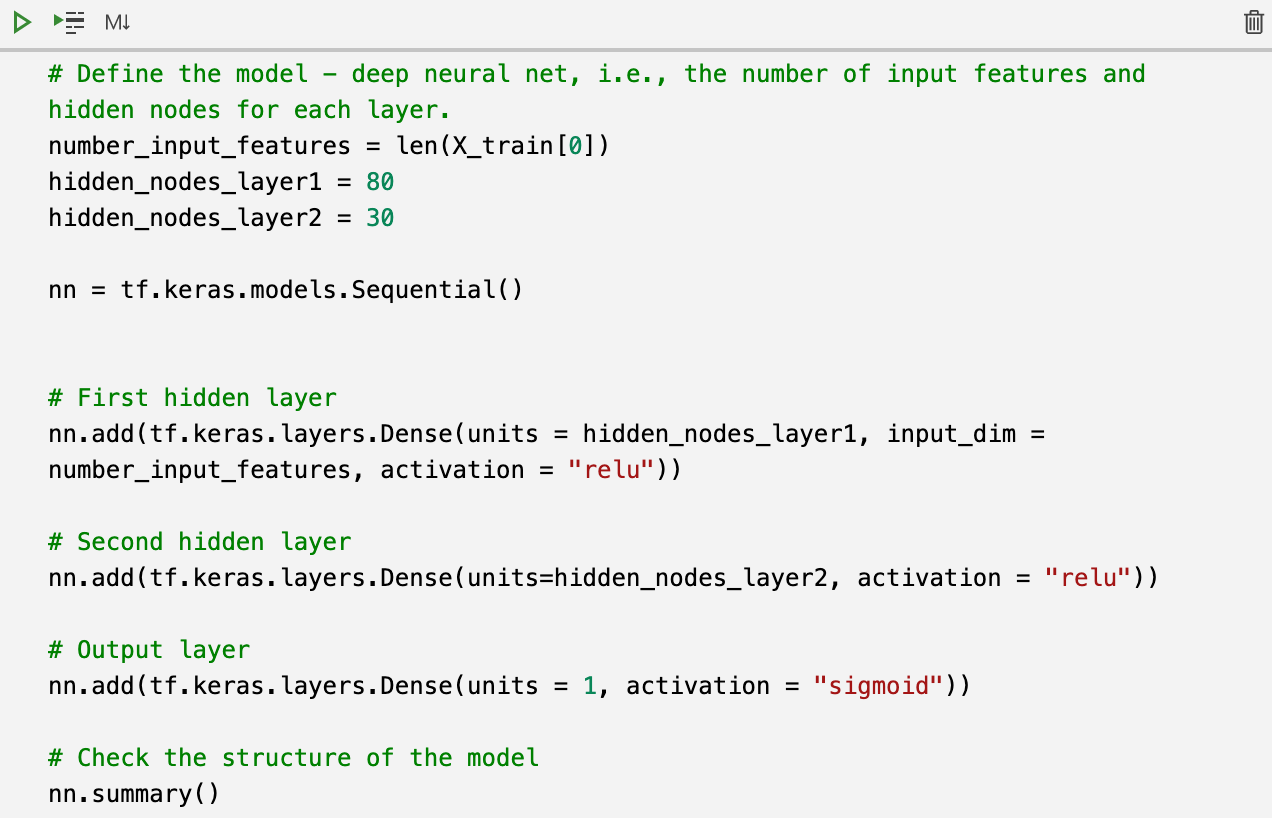 M↓
# Define the model – deep neural net, i.e., the number of input features and
hidden nodes for each layer.
number_input_features = len(X_train[0])
hidden_nodes_layer1 = 80
hidden_nodes_layer2 = 30
nn = tf.keras.models.Sequential()
# First hidden layer
nn.add(tf.keras.layers.Dense(units = hidden_nodes_layer1, input_dim =
number_input_features, activation = "relu"))
# Second hidden layer
nn.add(tf.keras.layers.Dense(units=hidden_nodes_layer2, activation = "relu"))
# Output layer
nn.add(tf.keras.layers.Dense(units = 1, activation = "sigmoid"))
# Check the structure of the model
nn.summary()